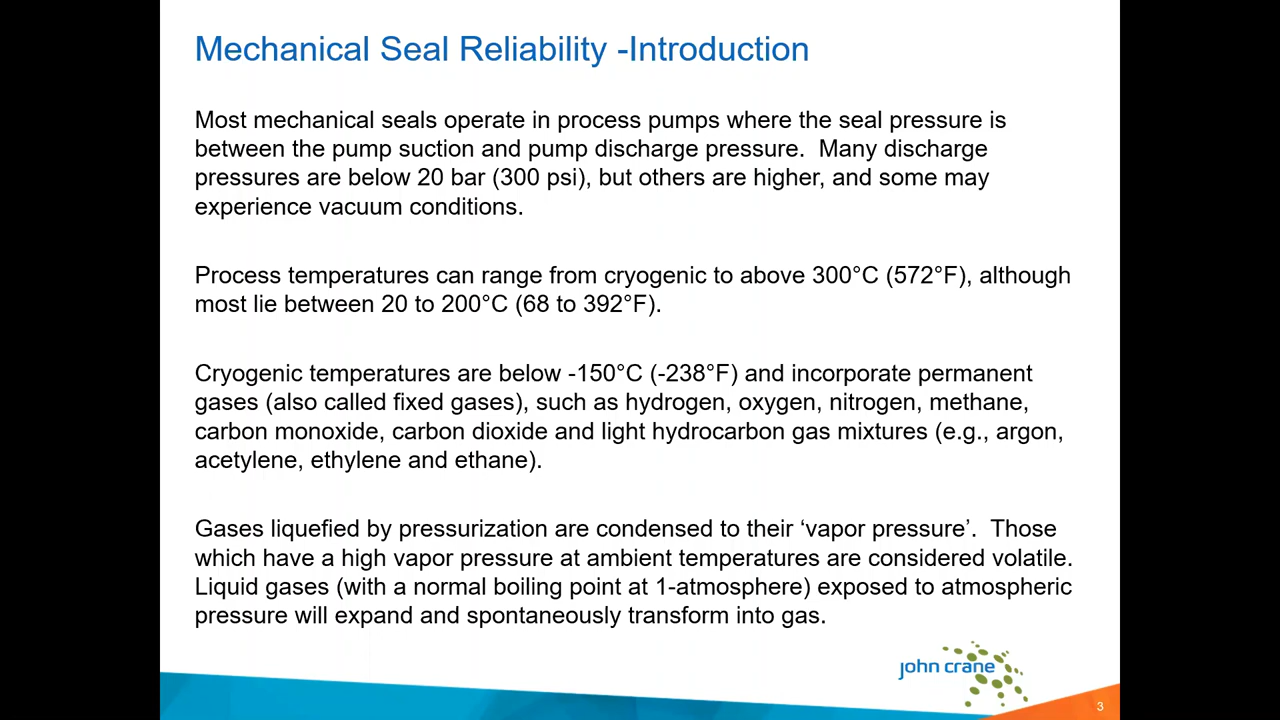 Mechanical Seal Reliability -Introduction
Most mechanical seals operate in process pumps where the seal pressure is
between the pump suction and pump discharge pressure.  Many discharge
pressures are below 20 bar (300 psi), but others are higher, and some may
experience vacuum conditions.
Process temperatures can range from cryogenic to above 300°C (572°F), although
most lie between 20 to 200°C (68 to 392°F).
Cryogenic temperatures are below -150°C (-238°F) and incorporate permanent
gases (also called fixed gases), such as hydrogen, oxygen, nitrogen, methane,
carbon monoxide, carbon dioxide and light hydrocarbon gas mixtures (e.g., argon,
acetylene, ethylene and ethane).
Gases liquefied by pressurization are condensed to their ‘vapor pressure’.  Those
which have a high vapor pressure at ambient temperatures are considered volatile.
Liquid gases (with a normal boiling point at 1-atmosphere) exposed to atmospheric
pressure will expand and spontaneously transform into gas.
john crane
3